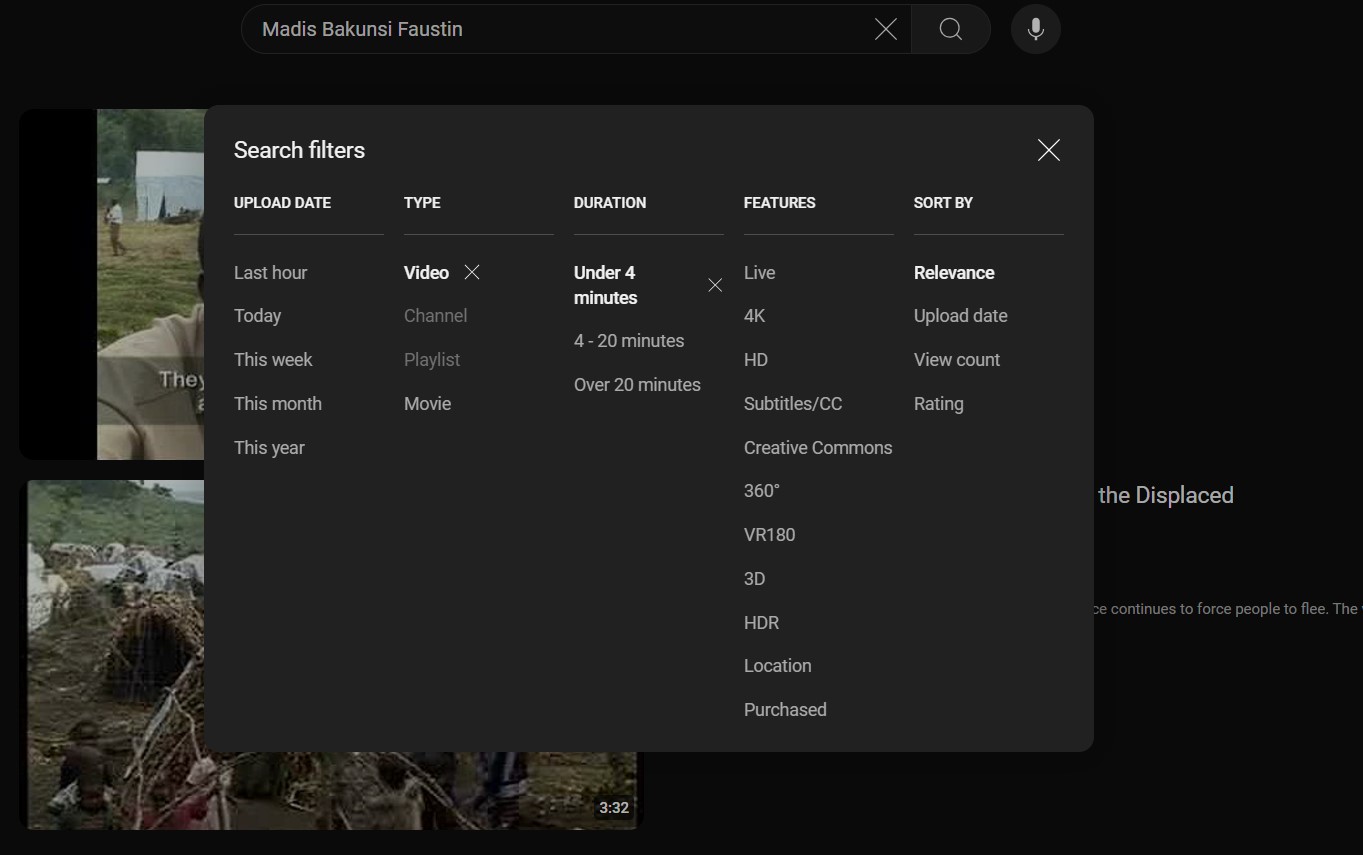 Madis Bakunsi Faustin
Search filters
UPLOAD DATE
Last hour
Today
This week
This month
This year
TYPE
Video
Channel
Playlist
Movie
DURATION
Under 4
minutes
4 - 20 minutes
Over 20 minutes
FEATURES
Live
4K
HD
Subtitles/CC
Creative Commons
360°
VR180
3D
HDR
Location
Purchased
SORT BY
Relevance
Upload date
View count
Rating
They
the Displaced
ce continues to force people to flee. The
3:32